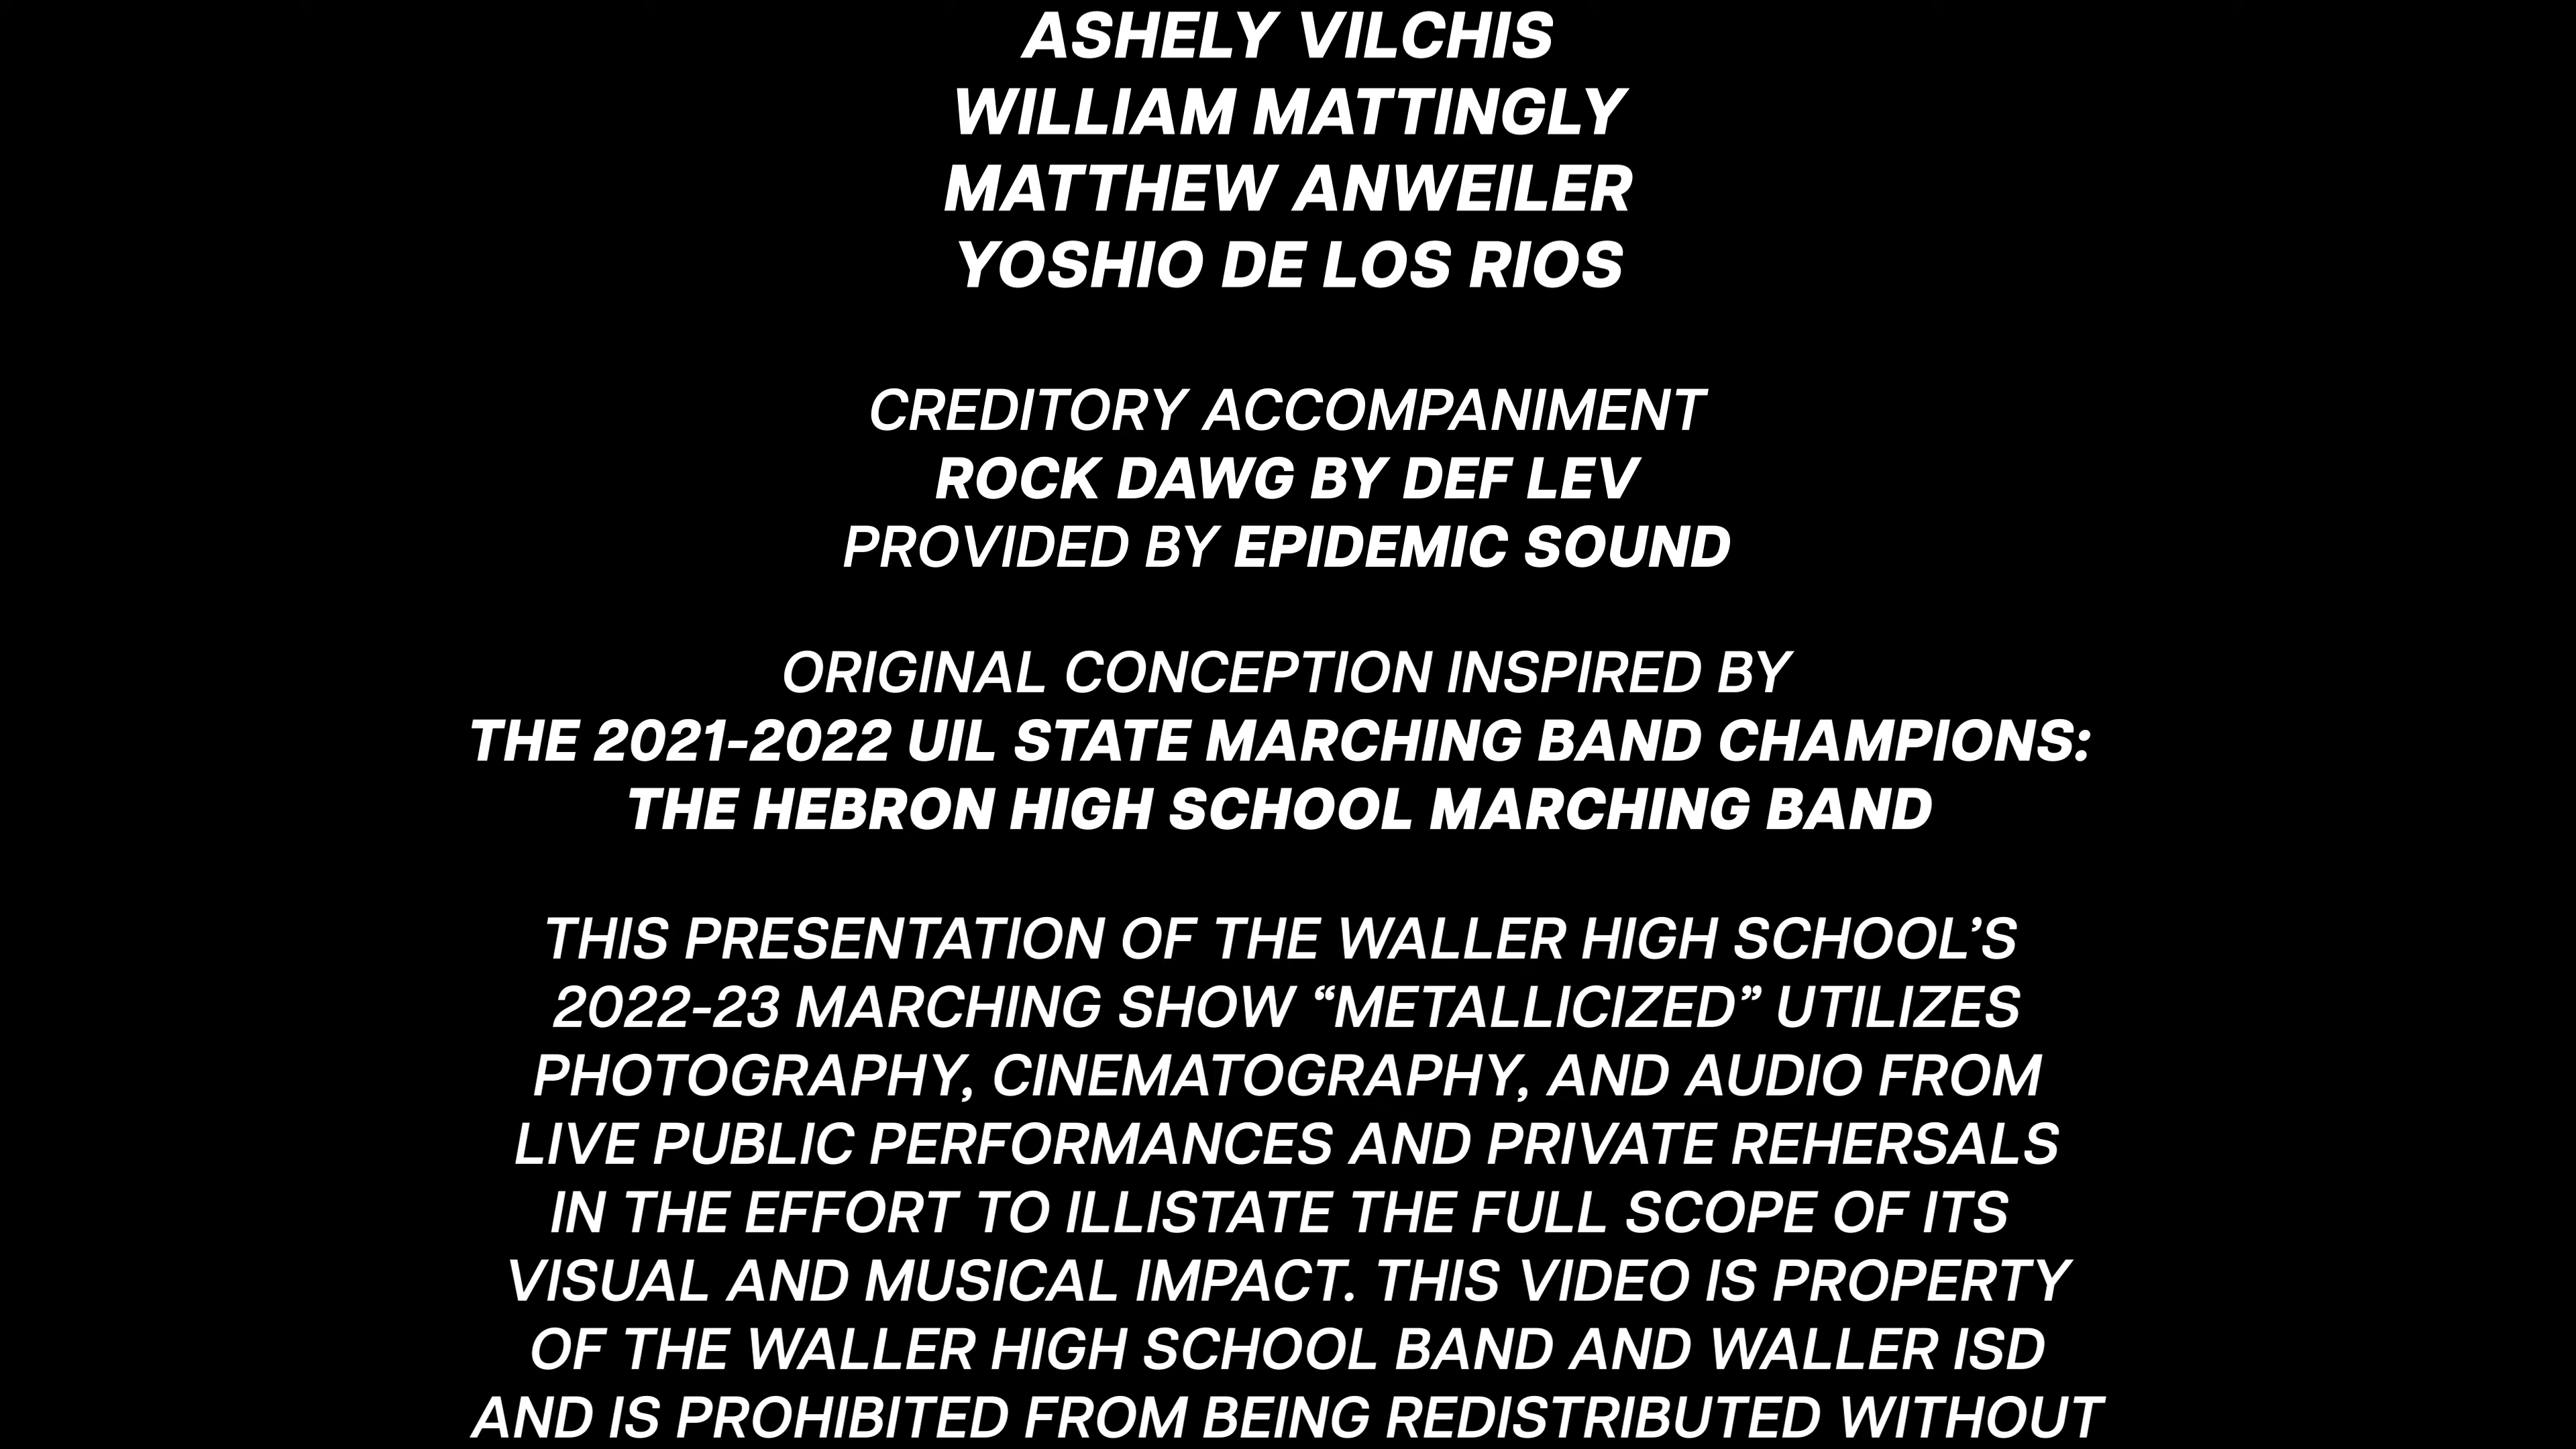 ASHELY VILCHIS
WILLIAM MATTINGLY
MATTHEW ANWEILER
YOSHIO DE LOS RIOS
CREDITORY ACCOMPANIMENT
ROCK DAWG BY DEF LEV
PROVIDED BY EPIDEMIC SOUND
ORIGINAL CONCEPTION INSPIRED BY
THE 2021-2022 UIL STATE MARCHING BAND CHAMPIONS:
THE HEBRON HIGH SCHOOL MARCHING BAND
THIS PRESENTATION OF THE WALLER HIGH SCHOOL’S
2022-23 MARCHING SHOW “METALLICIZED” UTILIZES
PHOTOGRAPHY, CINEMATOGRAPHY, AND AUDIO FROM
LIVE PUBLIC PERFORMANCES AND PRIVATE REHERSALS
IN THE EFFORT TO ILLISTATE THE FULL SCOPE OF ITS
VISUAL AND MUSICAL IMPACT. THIS VIDEO IS PROPERTY
OF THE WALLER HIGH SCHOOL BAND AND WALLER ISD
AND IS PROHIBITED FROM BEING REDISTRIBUTED WITHOUT